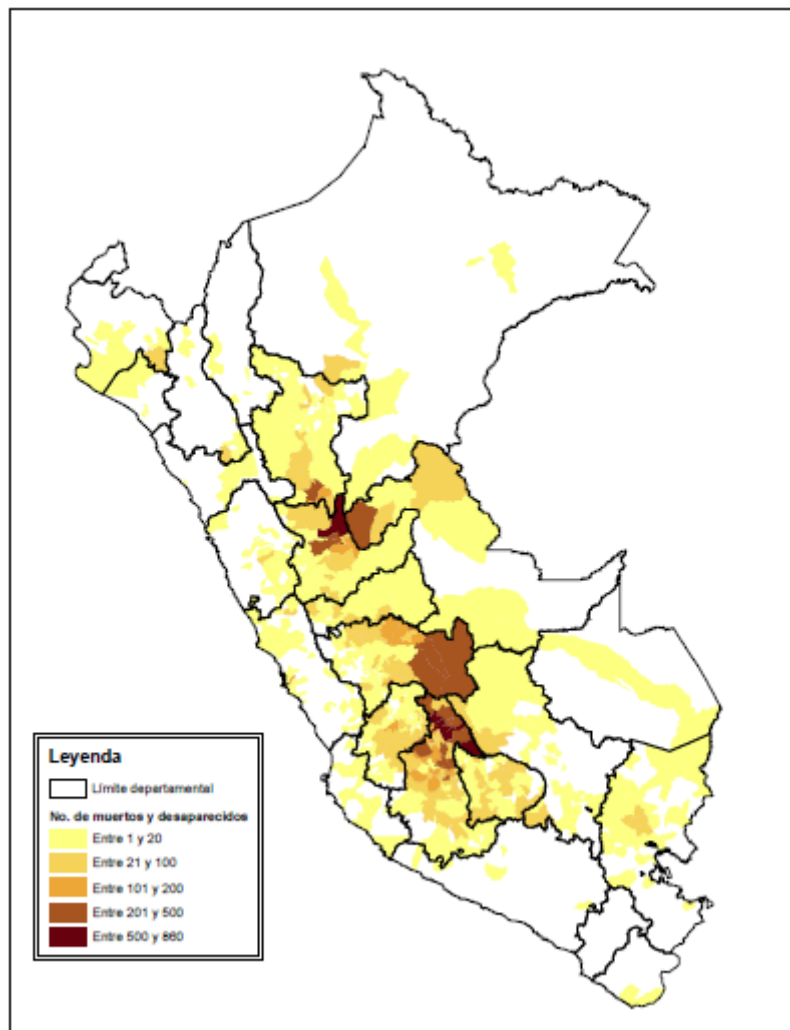 Leyenda
Límite departamental
No. de muertos y desaparecidos
Entre 1 y 20
Entre 21 y 100
Entre 101 y 200
Entre 201 y 500
Entre 500 y 860